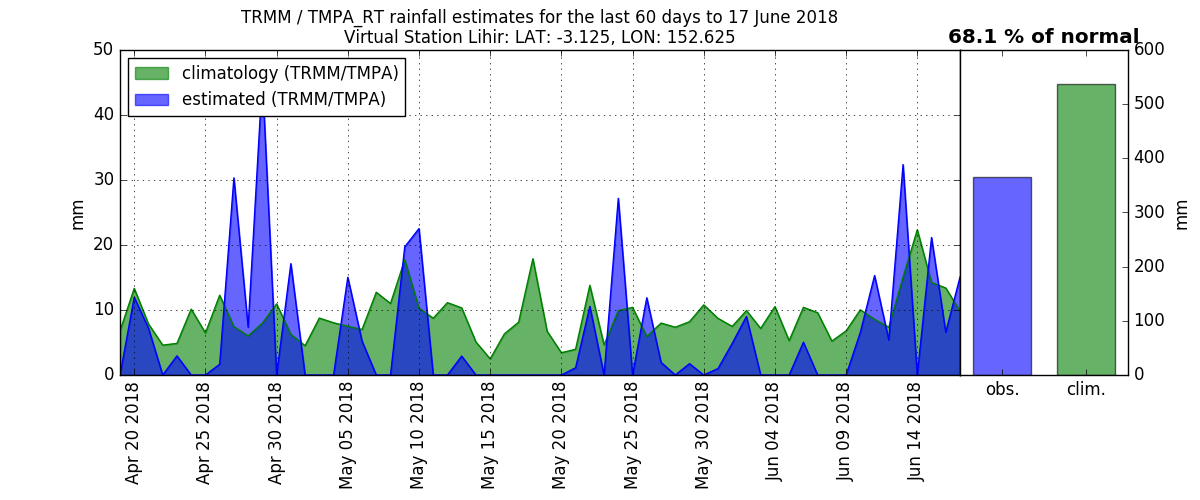 TRMM / TMPA_RT rainfall estimates for the last 60 days to 17 June 2018
Virtual Station Lihir: LAT: -3.125, LON: 152.625
68.1 % of normal
climatology (TRMM/TMPA)
estimated (TRMM/TMPA)
50
40
30
20
10
0
mm
Apr 20 2018
Apr 25 2018
Apr 30 2018
May 05 2018
May 10 2018
May 15 2018
May 20 2018
May 25 2018
May 30 2018
Jun 04 2018
Jun 09 2018
Jun 14 2018
600
500
400
300
200
100
0
mm
obs.
clim.